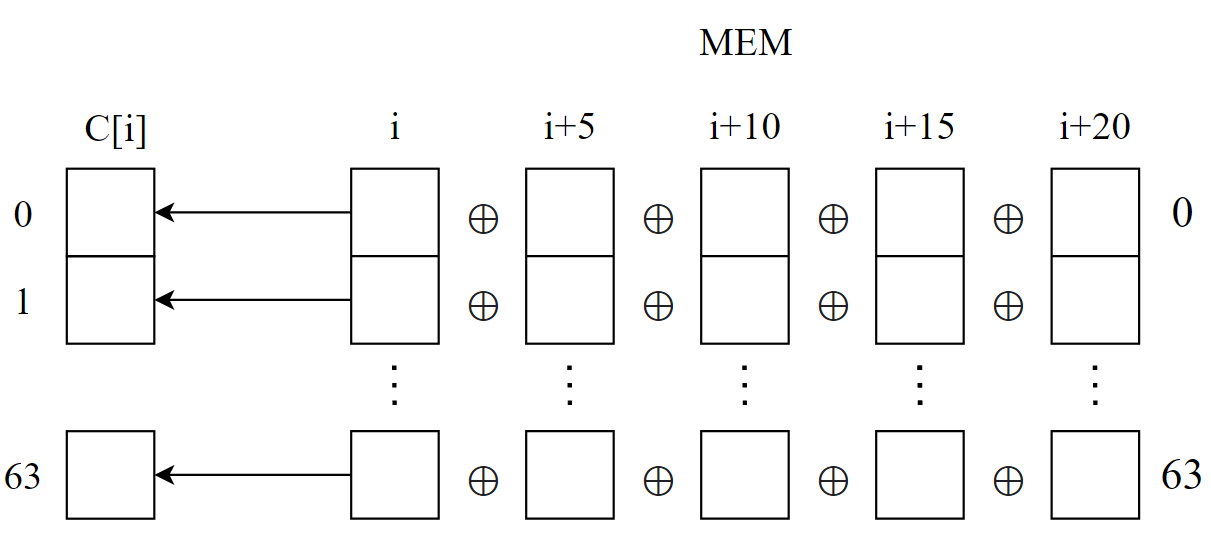 MEM
C[i] i i+5 i+10 i+15 i+20
0 ⊕ ⊕ ⊕ ⊕ 0
1 ⊕ ⊕ ⊕ ⊕
⋮ ⋮ ⋮ ⋮ ⋮
63 ⊕ ⊕ ⊕ ⊕ 63